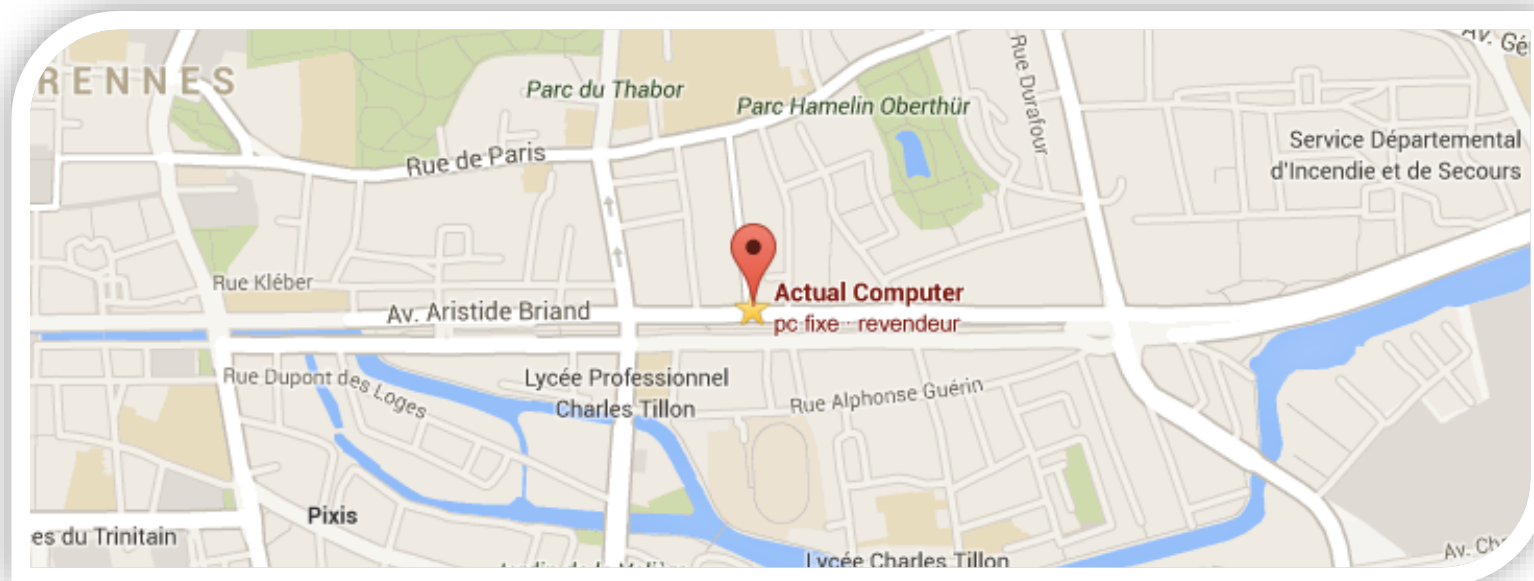 RENNES
Parc du Thabor
Parc Hamelin Oberthür
Rue Durafour
Av. Gé
Service Départemental
d'Incendie et de Secours
Rue de Paris
Rue Kléber
Av. Aristide Briand
Actual Computer
pc fixe · revendeur
Rue Dupont des Loges
Lycée Professionnel
Charles Tillon
Rue Alphonse Guérin
Pixis
es du Trinitain
Lycée Charles Tillon
Av. Ch